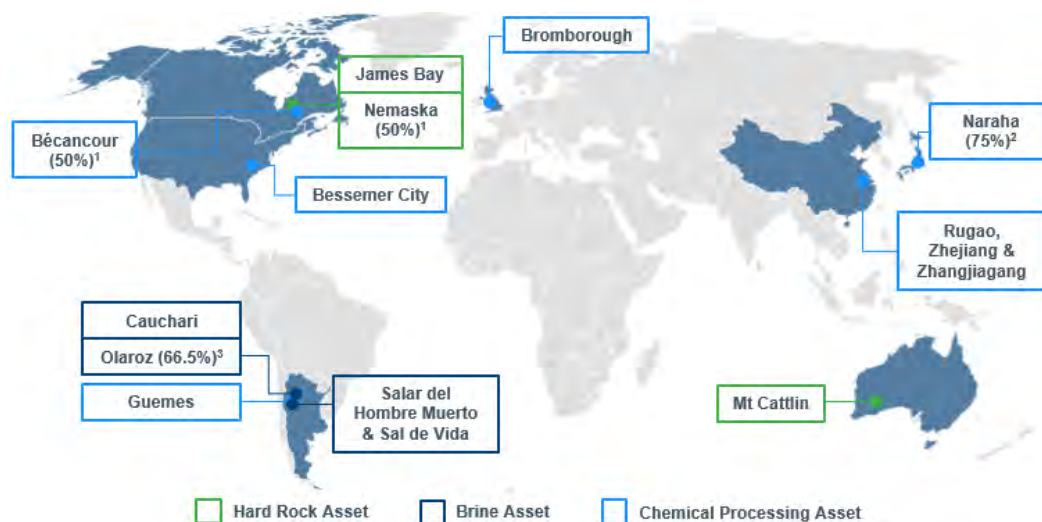 Bromborough
James Bay
Nemaska
(50%)¹
Bécancour
(50%)¹
Naraha
(75%)²
Bessemer City
Rugao,
Zhejiang &
Zhangjiagang
Cauchari
Olaroz (66.5%)³
Guemes
Salar del
Hombre Muerto
& Sal de Vida
Mt Cattlin
Hard Rock Asset
Brine Asset
Chemical Processing Asset